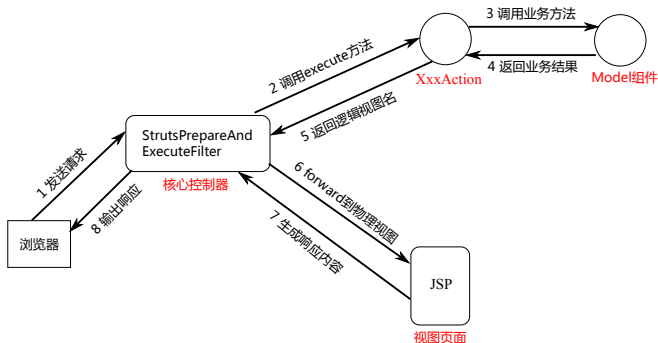 3 调用业务方法
2 调用execute方法
4 返回业务结果
XxxAction
Model组件
5 返回逻辑视图名
StrutsPrepareAnd
ExecuteFilter
核心控制器
1 发送请求
8 输出响应
6 forward到物理视图
7 生成响应内容
浏览器
JSP
视图页面